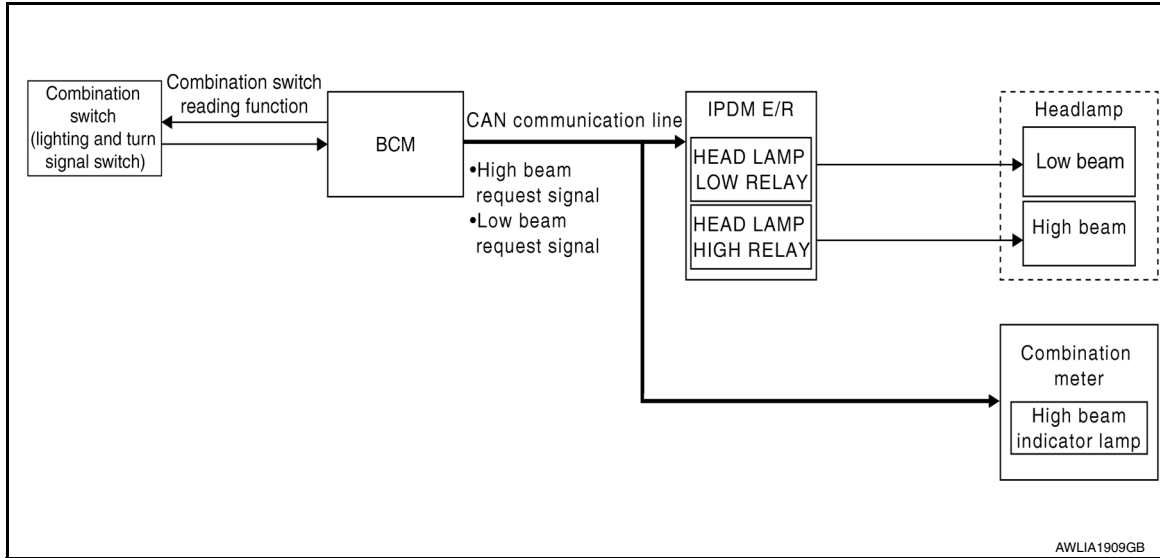 Combination
switch
(lighting and turn
signal switch)
Combination switch
reading function
BCM
CAN communication line
•High beam
request signal
•Low beam
request signal
IPDM E/R
HEAD LAMP
LOW RELAY
HEAD LAMP
HIGH RELAY
Headlamp
Low beam
High beam
Combination
meter
High beam
indicator lamp
AWLIA1909GB